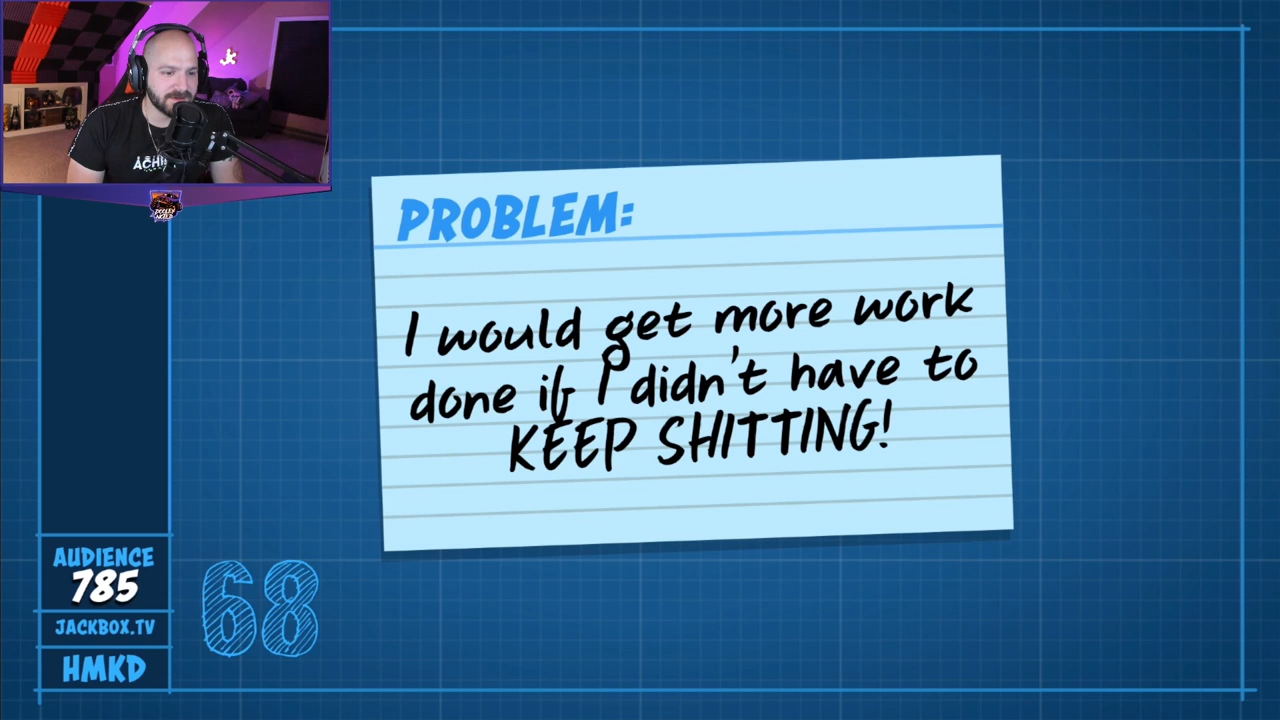 PROBLEM:
I would get more work
done if I didn't have to
KEEP SHITTING!
AUDIENCE
785
JACKBOX.TV
HMKD
68